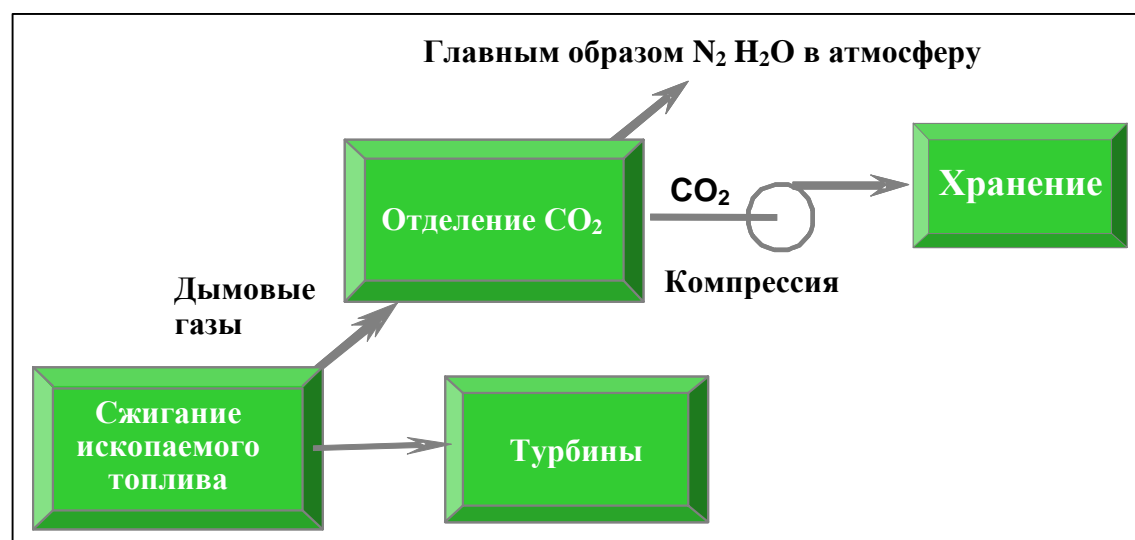 Главным образом N₂ H₂O в атмосферу
Отделение CO₂
CO₂
Хранение
Компрессия
Дымовые
газы
Сжигание
ископаемого
топлива
Турбины